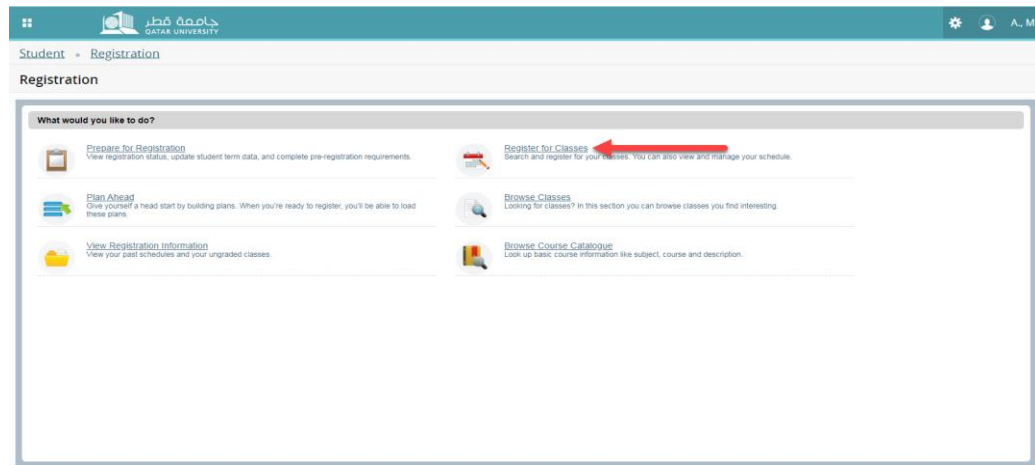 جامعة قطر
QATAR UNIVERSITY
A., M
Student • Registration
Registration
What would you like to do?
Prepare for Registration
View registration status, update student term data, and complete pre-registration requirements.
Register for Classes
Search and register for your classes. You can also view and manage your schedule.
Plan Ahead
Give yourself a head start by building plans. When you're ready to register, you'll be able to load
these plans.
Browse Classes
Looking for classes? In this section you can browse classes you find interesting.
View Registration Information
View your past schedules and your ungraded classes.
Browse Course Catalogue
Look up basic course information like subject, course and description.